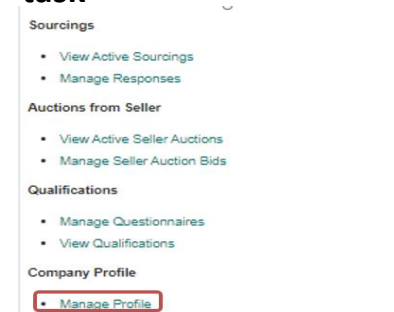 task
Sourcings
• View Active Sourcings
• Manage Responses
Auctions from Seller
• View Active Seller Auctions
• Manage Seller Auction Bids
Qualifications
• Manage Questionnaires
• View Qualifications
Company Profile
• Manage Profile